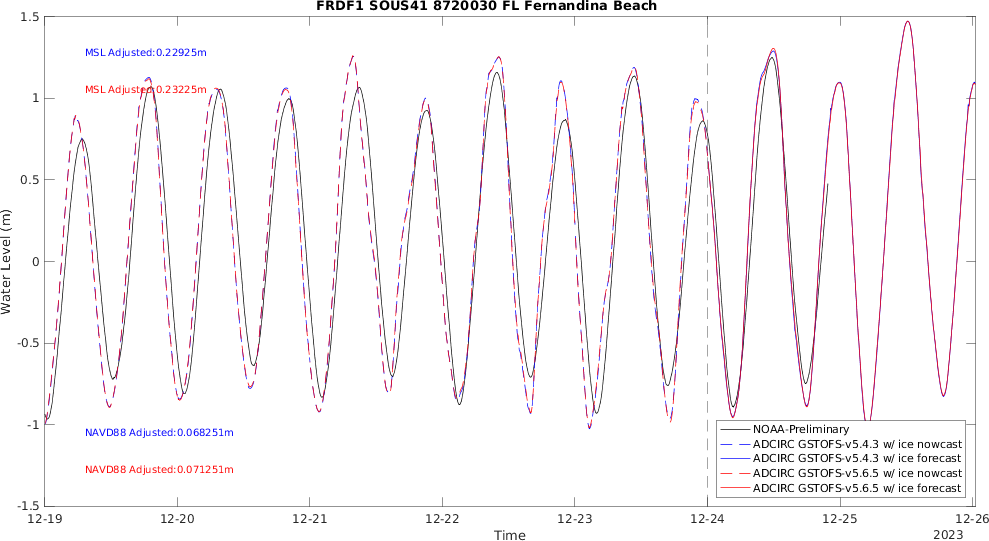 FRDF1 SOUS41 8720030 FL Fernandina Beach
1.5
1
0.5
0
-0.5
-1
-1.5
Water Level (m)
MSL Adjusted:0.22925m
MSL Adjusted:0.23225m
NAVD88 Adjusted:0.068251m
NAVD88 Adjusted:0.071251m
NOAA-Preliminary
ADCIRC GSTOFS-v5.4.3 w/ ice nowcast
ADCIRC GSTOFS-v5.4.3 w/ ice forecast
ADCIRC GSTOFS-v5.6.5 w/ ice nowcast
ADCIRC GSTOFS-v5.6.5 w/ ice forecast
12-19 12-20 12-21 12-22 12-23 12-24 12-25 12-26
Time
2023